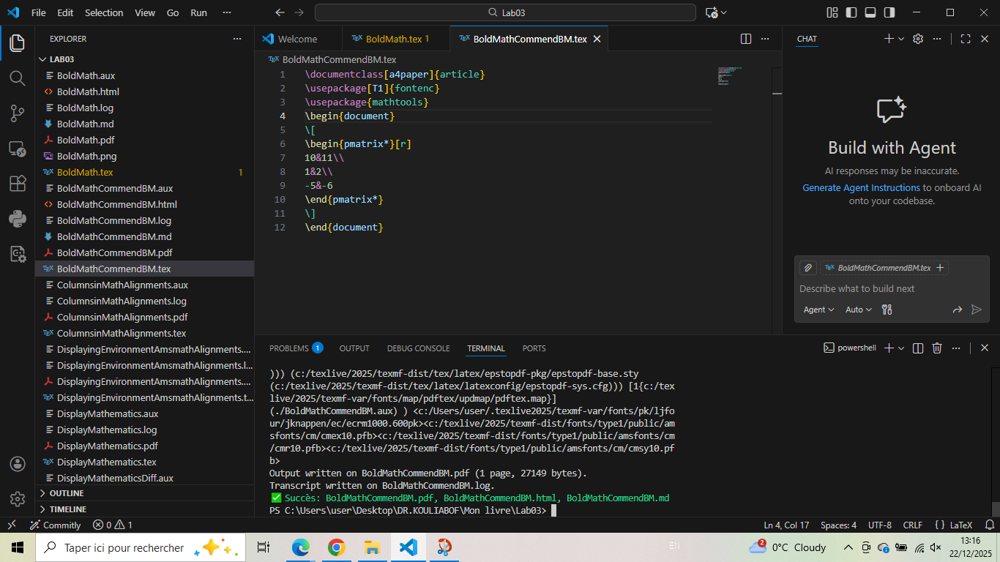 File Edit Selection View Go Run ···
Lab03
EXPLORER ···
LAB03
BoldMath.aux
BoldMath.html
BoldMath.log
BoldMath.md
BoldMath.pdf
BoldMath.png
BoldMath.tex 1
BoldMathCommendBM.aux
BoldMathCommendBM.html
BoldMathCommendBM.log
BoldMathCommendBM.md
BoldMathCommendBM.pdf
BoldMathCommendBM.tex
ColumnsinMathAlignments.aux
ColumnsinMathAlignments.log
ColumnsinMathAlignments.pdf
ColumnsinMathAlignments.tex
DisplayingEnvironmentAmsmathAlignments....
DisplayingEnvironmentAmsmathAlignments.l...
DisplayingEnvironmentAmsmathAlignments....
DisplayingEnvironmentAmsmathAlignments.t...
DisplayMathematics.aux
DisplayMathematics.log
DisplayMathematics.pdf
DisplayMathematics.tex
DisplayMathematicsDiff.aux
OUTLINE
TIMELINE
Welcome
TEX BoldMath.tex 1
TEX BoldMathCommendBM.tex
TEX BoldMathCommendBM.tex
1 \documentclass[a4paper]{article}
2 \usepackage[T1]{fontenc}
3 \usepackage{mathtools}
4 \begin{document}
5 \[
6 \begin{pmatrix*}[r]
7 10&11\\
8 1&2\\
9 -5&-6
10 \end{pmatrix*}
11 \]
12 \end{document}
CHAT
Build with Agent
AI responses may be inaccurate.
Generate Agent Instructions to onboard AI
onto your codebase.
TEX BoldMathCommendBM.tex +
Describe what to build next
Agent Auto
PROBLEMS 1 OUTPUT DEBUG CONSOLE TERMINAL PORTS
powershell
))) (c:/texlive/2025/texmf-dist/tex/latex/epstopdf-pkg/epstopdf-base.sty
(c:/texlive/2025/texmf-dist/tex/latex/latexconfig/epstopdf-sys.cfg))) [1{c:/tex
live/2025/texmf-var/fonts/map/pdftex/updmap/pdftex.map}]
(./BoldMathCommendBM.aux) ) <c:/Users/user/.texlive2025/texmf-var/fonts/pk/ljfo
ur/jknappen/ec/ecrm1000.600pk><c:/texlive/2025/texmf-dist/fonts/type1/public/am
sfonts/cm/cmex10.pfb><c:/texlive/2025/texmf-dist/fonts/type1/public/amsfonts/cm
/cmr10.pfb><c:/texlive/2025/texmf-dist/fonts/type1/public/amsfonts/cm/cmsy10.pf
b>
Output written on BoldMathCommendBM.pdf (1 page, 27149 bytes).
Transcript written on BoldMathCommendBM.log.
✅ Succès: BoldMathCommendBM.pdf, BoldMathCommendBM.html, BoldMathCommendBM.md
PS C:\Users\user\Desktop\DR.KOULIABOF\Mon livre\Lab03>
Commitly 0 1 Ln 4, Col 17 Spaces: 4 UTF-8 CRLF { } LaTeX
Taper ici pour rechercher
EN
2 0°C Cloudy
13:16
22/12/2025